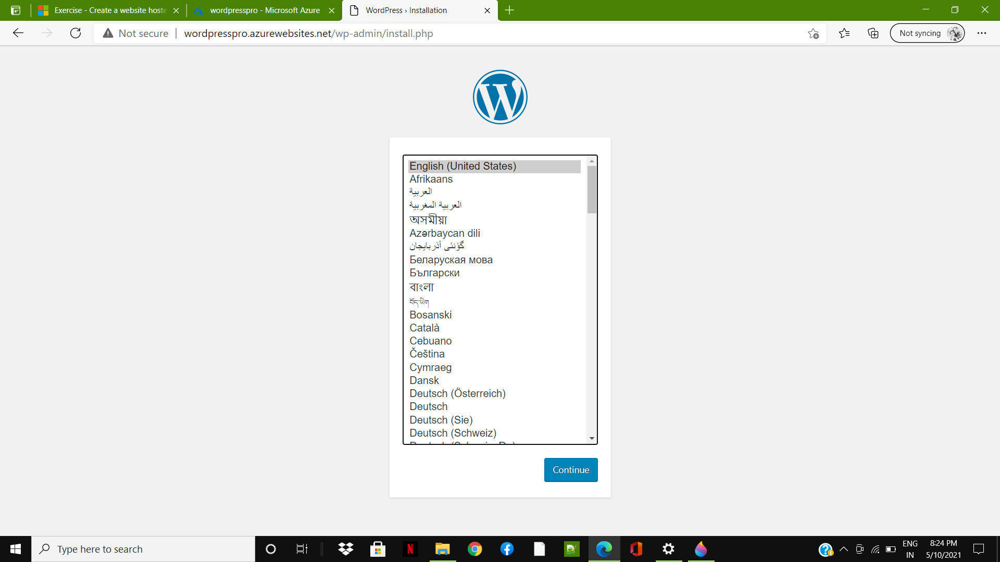 Exercise - Create a website hoste
wordpresspro - Microsoft Azure
WordPress › Installation
Not secure
wordpresspro.azurewebsites.net/wp-admin/install.php
Not syncing
English (United States)
Afrikaans
العربية
العربية المغربية
অসমীয়া
Azərbaycan dili
گؤنئی آذربایجان
Беларуская мова
Български
বাংলা
བོད་ཡིག
Bosanski
Català
Cebuano
Čeština
Cymraeg
Dansk
Deutsch (Österreich)
Deutsch
Deutsch (Sie)
Deutsch (Schweiz)
Continue
Type here to search
ENG
IN
8:24 PM
5/10/2021